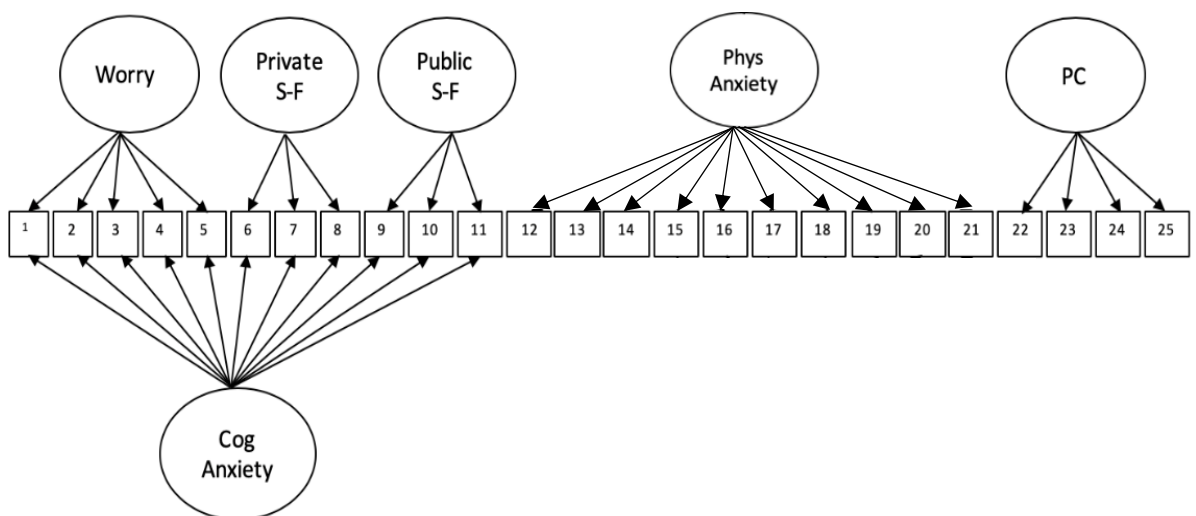 Worry
Private
S-F
Public
S-F
Phys
Anxiety
PC
1 2 3 4 5 6 7 8 9 10 11 12 13 14 15 16 17 18 19 20 21 22 23 24 25
Cog
Anxiety